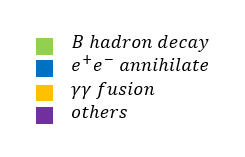 B hadron decay
e⁺e⁻ annihilate
γγ fusion
others